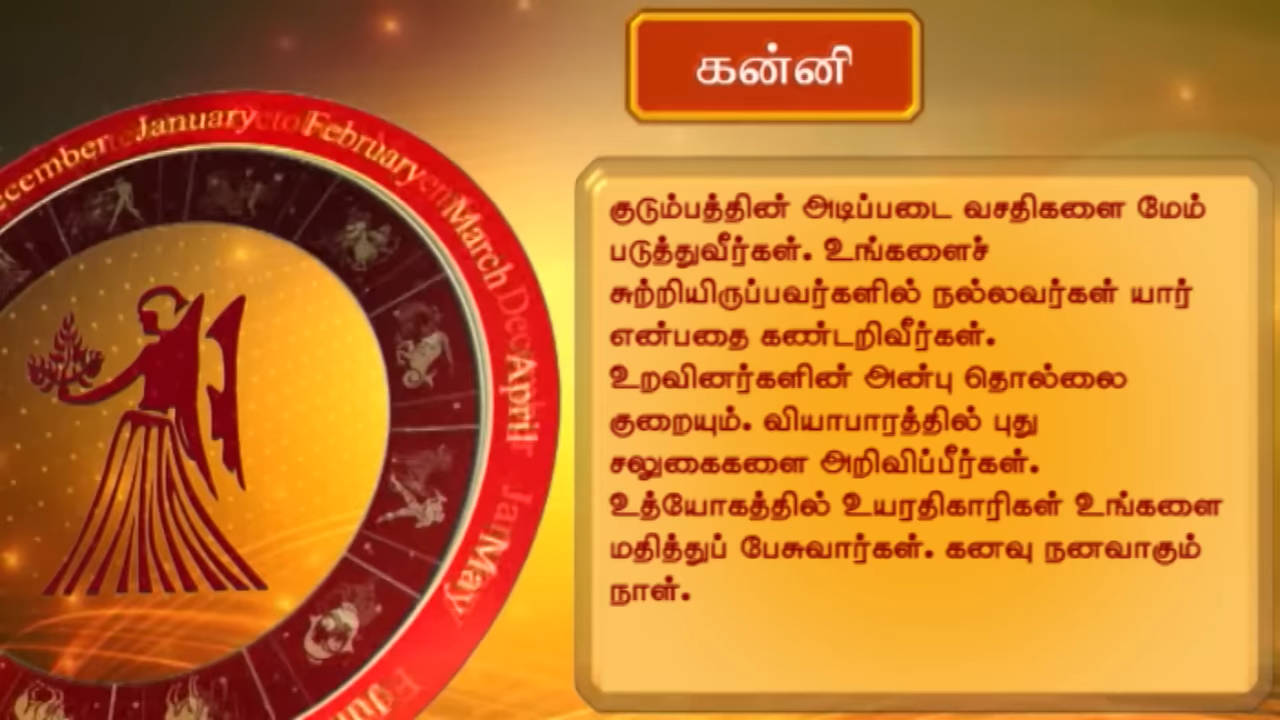 கன்னி
குடும்பத்தின் அடிப்படை வசதிகளை மேம்
படுத்துவீர்கள். உங்களைச்
சுற்றியிருப்பவர்களில் நல்லவர்கள் யார்
என்பதை கண்டறிவீர்கள்.
உறவினர்களின் அன்பு தொல்லை
குறையும். வியாபாரத்தில் புது
சலுகைகளை அறிவிப்பீர்கள்.
உத்யோகத்தில் உயரதிகாரிகள் உங்களை
மதித்துப் பேசுவார்கள். கனவு நனவாகும்
நாள்.
January
February
March
April
May